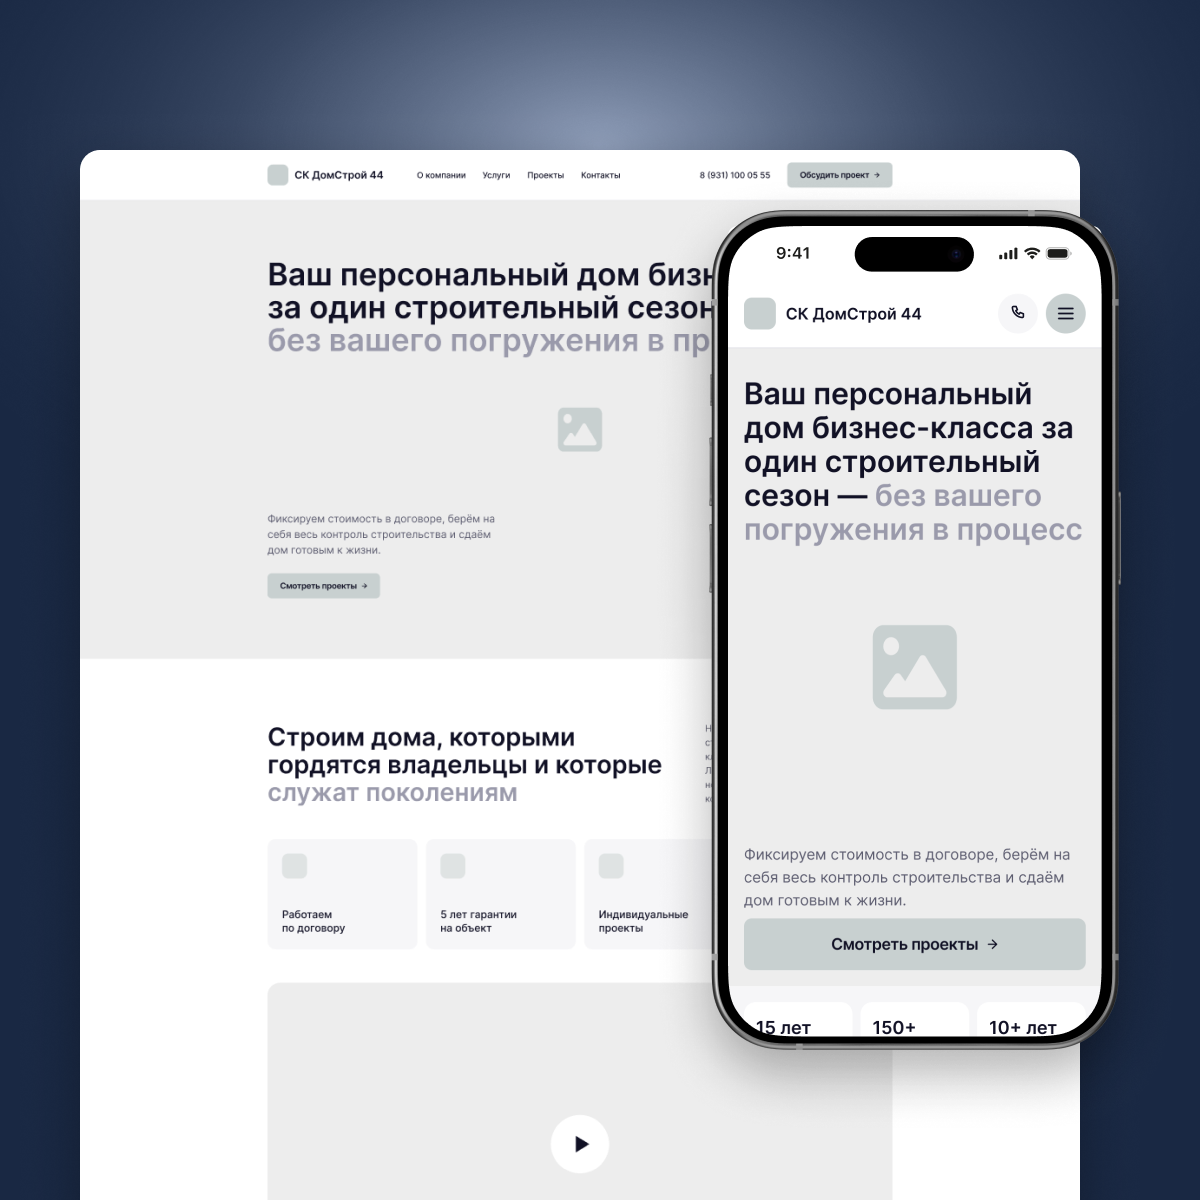 СК ДомСтрой 44
О компании
Услуги
Проекты
Контакты
8 (931) 100 05 55
Обсудить проект →
Ваш персональный дом
за один строительный
без вашего погружения в
Фиксируем стоимость в договоре, берём на
себя весь контроль строительства и сдаём
дом готовым к жизни.
Смотреть проекты →
Строим дома, которыми
гордятся владельцы и которые
служат поколениям
Работаем
по договору
5 лет гарантии
на объект
Индивидуальные
проекты
9:41
СК ДомСтрой 44
Ваш персональный
дом бизнес-класса за
один строительный
сезон — без вашего
погружения в процесс
Фиксируем стоимость в договоре, берём на
себя весь контроль строительства и сдаём
дом готовым к жизни.
Смотреть проекты →
15 лет
150+
10+ лет